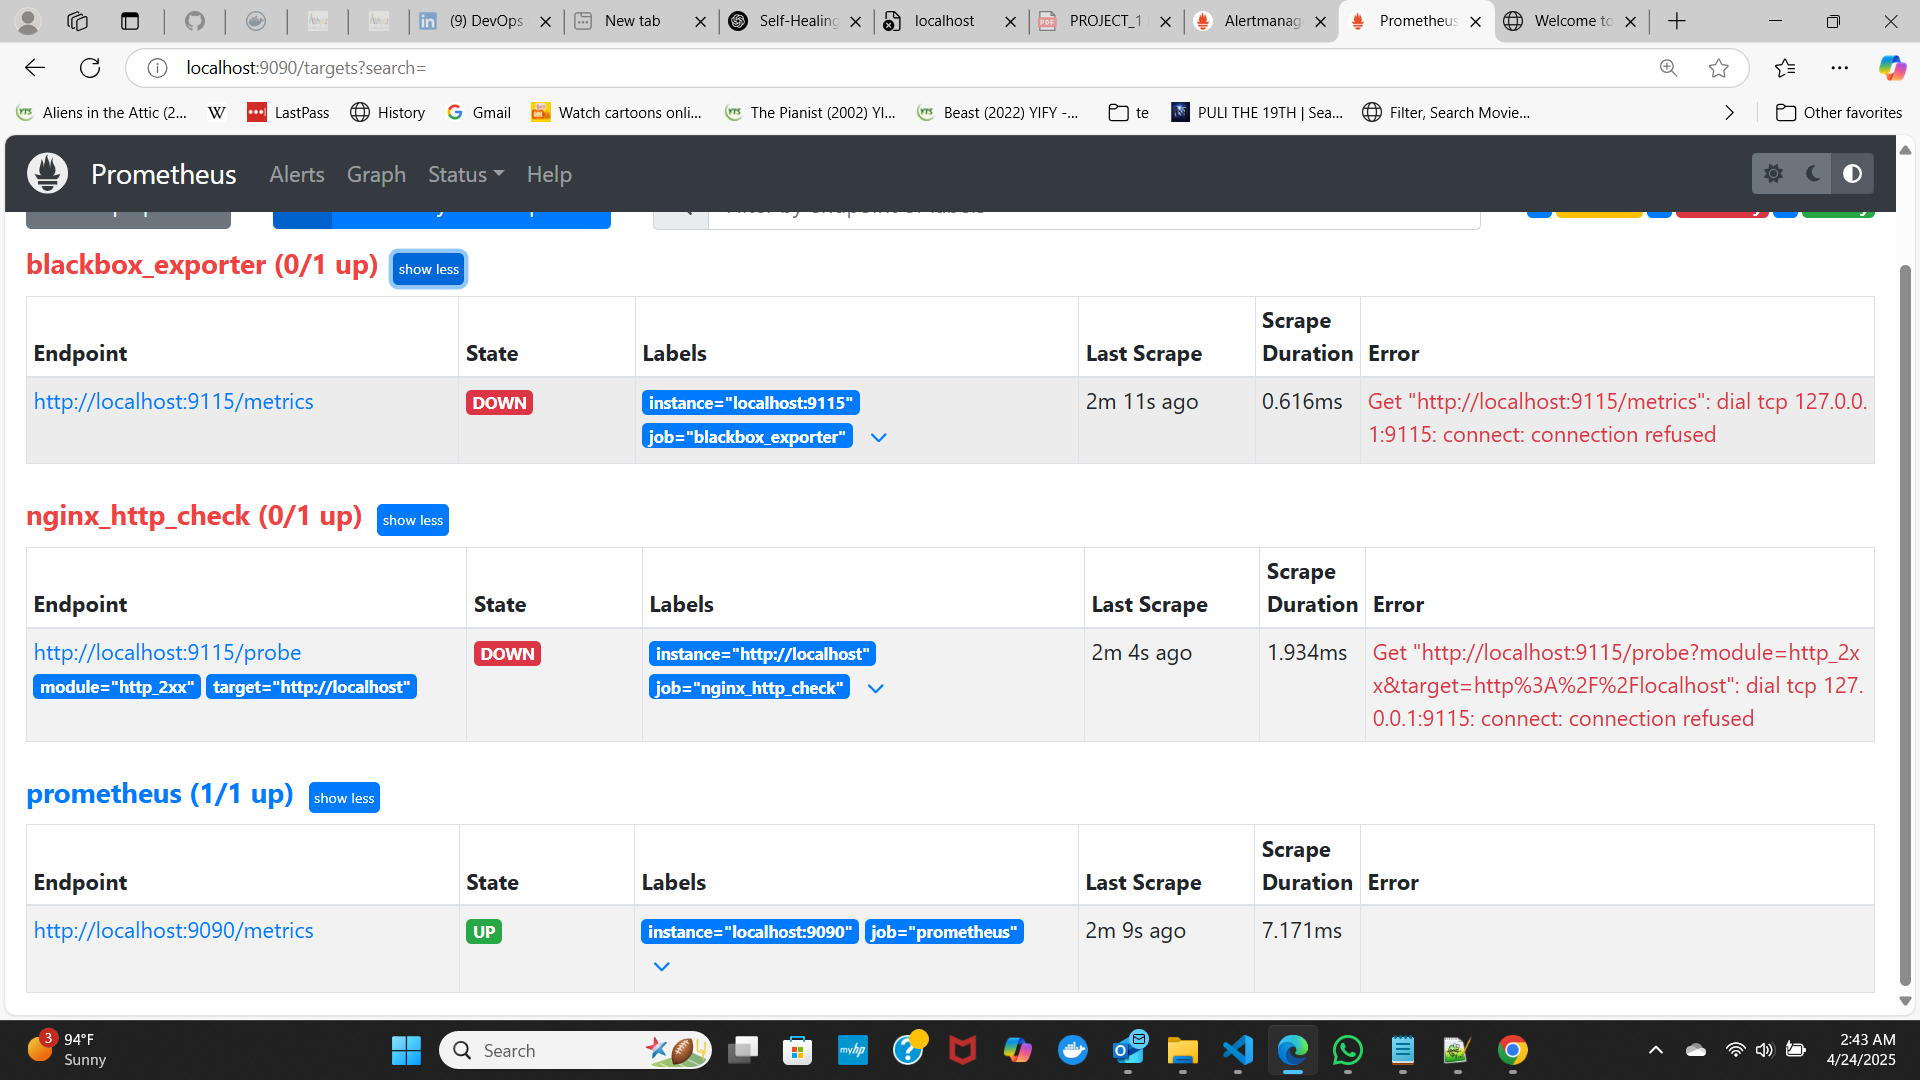 (9) DevOps
New tab
Self-Healing
localhost
PROJECT_1
Alertmanag
Prometheus
Welcome to
localhost:9090/targets?search=
Aliens in the Attic (2...
W
LastPass
History
Gmail
Watch cartoons onli...
The Pianist (2002) YI...
Beast (2022) YIFY -...
te
PULI THE 19TH | Sea...
Filter, Search Movie...
Other favorites
Prometheus
Alerts
Graph
Status
Help
blackbox_exporter (0/1 up) show less
Endpoint State Labels Last Scrape Scrape Duration Error
http://localhost:9115/metrics
DOWN
instance="localhost:9115"
job="blackbox_exporter"
2m 11s ago
0.616ms
Get "http://localhost:9115/metrics": dial tcp 127.0.0.
1:9115: connect: connection refused
nginx_http_check (0/1 up) show less
Endpoint State Labels Last Scrape Scrape Duration Error
http://localhost:9115/probe
module="http_2xx" target="http://localhost"
DOWN
instance="http://localhost"
job="nginx_http_check"
2m 4s ago
1.934ms
Get "http://localhost:9115/probe?module=http_2x
x&target=http%3A%2F%2Flocalhost": dial tcp 127.
0.0.1:9115: connect: connection refused
prometheus (1/1 up) show less
Endpoint State Labels Last Scrape Scrape Duration Error
http://localhost:9090/metrics
UP
instance="localhost:9090" job="prometheus"
2m 9s ago
7.171ms
3
94°F
Sunny
Search
myhp
2:43 AM
4/24/2025